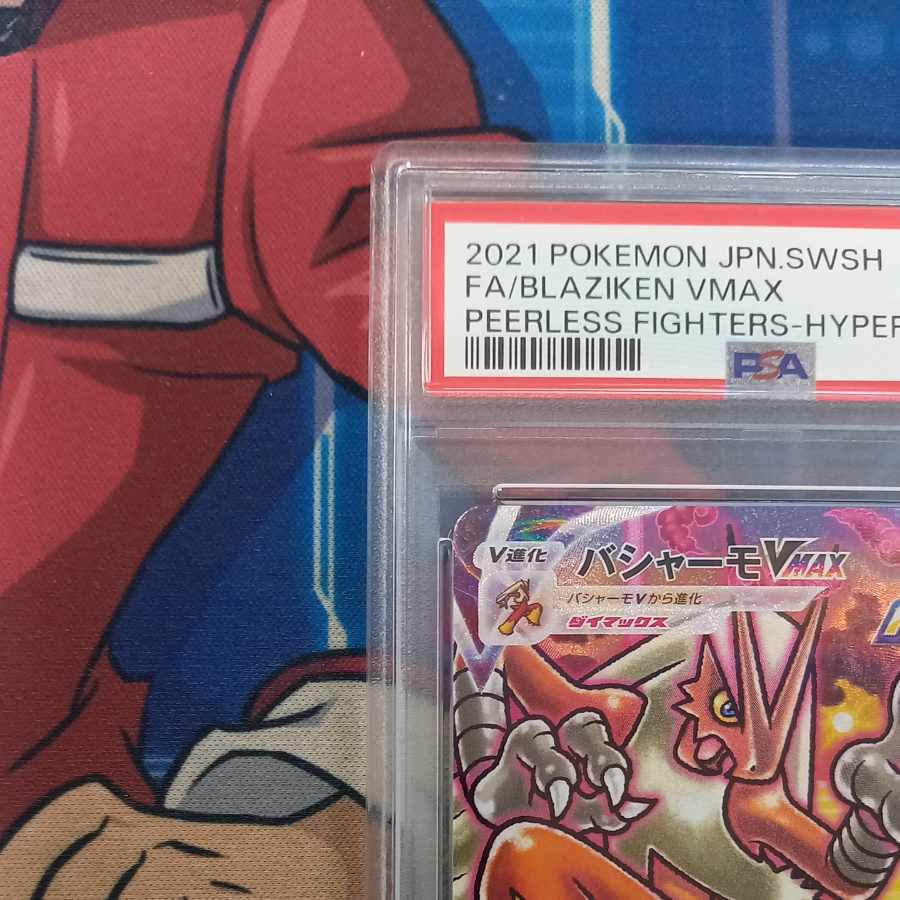 2021 POKEMON JPN.SWSH
FA/BLAZIKEN VMAX
PEERLESS FIGHTERS-HYPER
PSA
V進化
バシャーモVMAX
バシャーモVから進化
ダイマックス